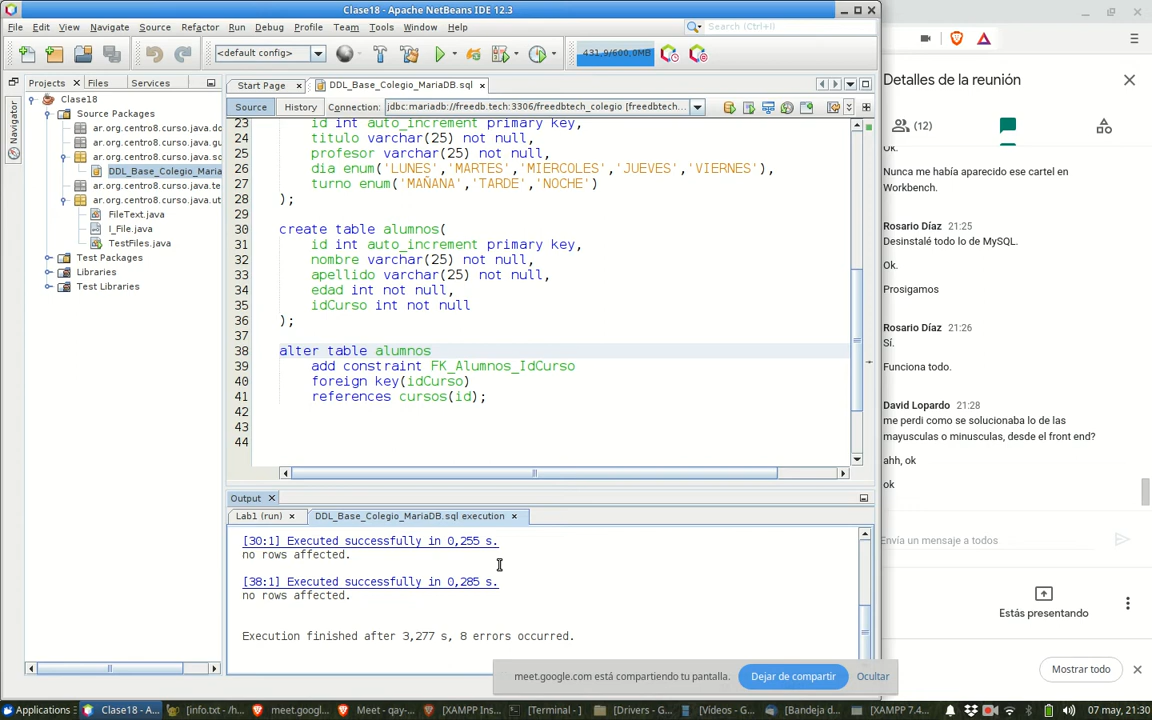 Clase18 - Apache NetBeans IDE 12.3
File Edit View Navigate Source Refactor Run Debug Profile Team Tools Window Help
Search (Ctrl+I)
<default config>
431,9/600,0MB
Projects Files Services
Start Page DDL_Base_Colegio_MariaDB.sql
Source History Connection: jdbc:mariadb://freedb.tech:3306/freedbtech_colegio [freedbtech...
Navigator
Clase18
Source Packages
ar.org.centro8.curso.java.dc
ar.org.centro8.curso.java.gu
ar.org.centro8.curso.java.sc
DDL_Base_Colegio_Maria
ar.org.centro8.curso.java.te
ar.org.centro8.curso.java.ut
FileText.java
I_File.java
TestFiles.java
Test Packages
Libraries
Test Libraries
23 id int auto_increment primary key,
24 titulo varchar(25) not null,
25 profesor varchar(25) not null,
26 dia enum('LUNES','MARTES','MIERCOLES','JUEVES','VIERNES'),
27 turno enum('MAÑANA','TARDE','NOCHE')
28 );
29
30 create table alumnos(
31 id int auto_increment primary key,
32 nombre varchar(25) not null,
33 apellido varchar(25) not null,
34 edad int not null,
35 idCurso int not null
36 );
37
38 alter table alumnos
39 add constraint FK_Alumnos_IdCurso
40 foreign key(idCurso)
41 references cursos(id);
42
43
44
Output
Lab1 (run) DDL_Base_Colegio_MariaDB.sql execution
[30:1] Executed successfully in 0,255 s.
no rows affected.
[38:1] Executed successfully in 0,285 s.
no rows affected.
Execution finished after 3,277 s, 8 errors occurred.
Detalles de la reunión
(12)
Ok.
Nunca me había aparecido ese cartel en
Workbench.
Rosario Díaz 21:25
Desinstalé todo lo de MySQL.
Ok.
Prosigamos
Rosario Díaz 21:26
Sí.
Funciona todo.
David Lopardo 21:28
me perdi como se solucionaba lo de las
mayusculas o minusculas, desde el front end?
ahh, ok
ok
Envía un mensaje a todos
Estás presentando
Mostrar todo
meet.google.com está compartiendo tu pantalla. Dejar de compartir Ocultar
Applications Clase18 - A... [info.txt - /h... meet.googl... Meet - qay-... [XAMPP Ins... [Terminal - ] [Drivers - G... [Vídeos - G... [Bandeja d... [XAMPP 7.4... 07 may, 21:30